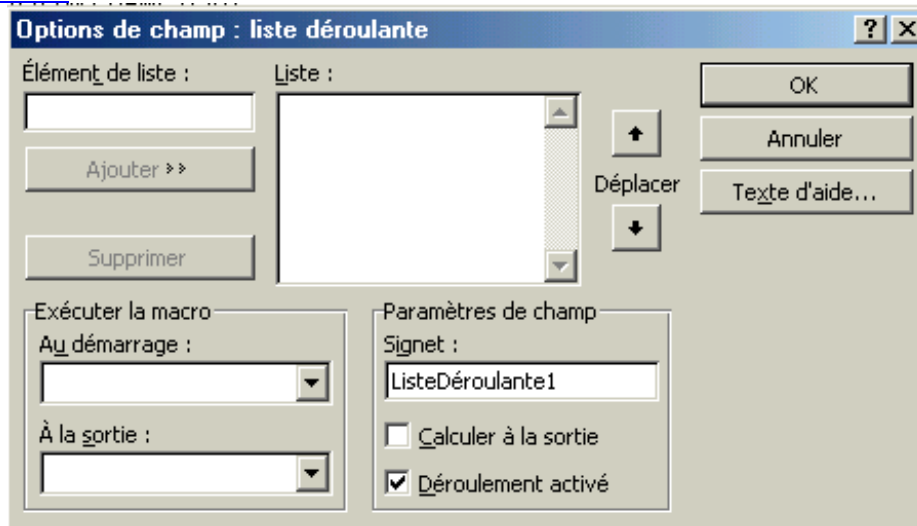 Options de champ : liste déroulante
Élément de liste :
Liste :
OK
Ajouter >>
Annuler
Déplacer
Texte d'aide...
Supprimer
Exécuter la macro
Au démarrage :
À la sortie :
Paramètres de champ
Signet :
ListeDéroulante1
Calculer à la sortie
Déroulement activé